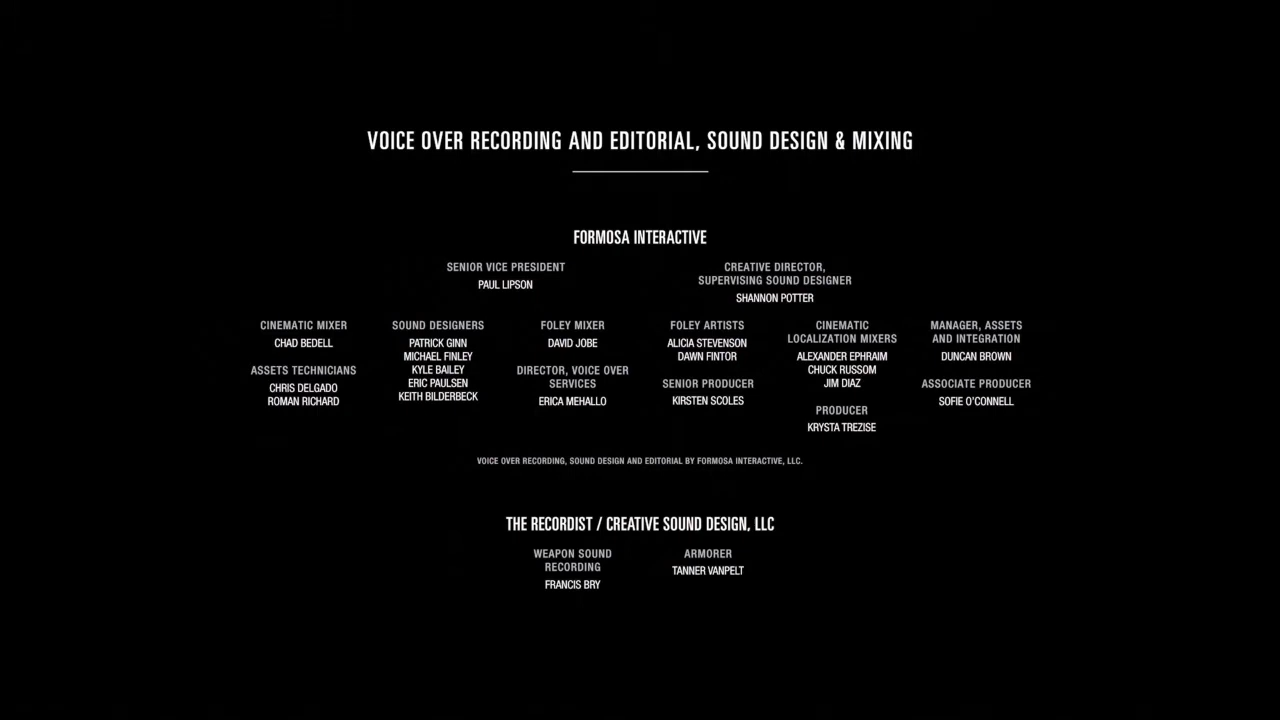 VOICE OVER RECORDING AND EDITORIAL, SOUND DESIGN & MIXING
FORMOSA INTERACTIVE
SENIOR VICE PRESIDENT
PAUL LIPSON
CREATIVE DIRECTOR,
SUPERVISING SOUND DESIGNER
SHANNON POTTER
CINEMATIC MIXER
CHAD BEDELL
ASSETS TECHNICIANS
CHRIS DELGADO
ROMAN RICHARD
SOUND DESIGNERS
PATRICK GINN
MICHAEL FINLEY
KYLE BAILEY
ERIC PAULSEN
KEITH BILDERBECK
FOLEY MIXER
DAVID JOBE
DIRECTOR, VOICE OVER
SERVICES
ERICA MEHALLO
FOLEY ARTISTS
ALICIA STEVENSON
DAWN FINTOR
SENIOR PRODUCER
KIRSTEN SCOLES
CINEMATIC
LOCALIZATION MIXERS
ALEXANDER EPHRAIM
CHUCK RUSSOM
JIM DIAZ
PRODUCER
KRYSTA TREZISE
MANAGER, ASSETS
AND INTEGRATION
DUNCAN BROWN
ASSOCIATE PRODUCER
SOFIE O'CONNELL
VOICE OVER RECORDING, SOUND DESIGN AND EDITORIAL BY FORMOSA INTERACTIVE, LLC.
THE RECORDIST / CREATIVE SOUND DESIGN, LLC
WEAPON SOUND
RECORDING
FRANCIS BRY
ARMORER
TANNER VANPELT